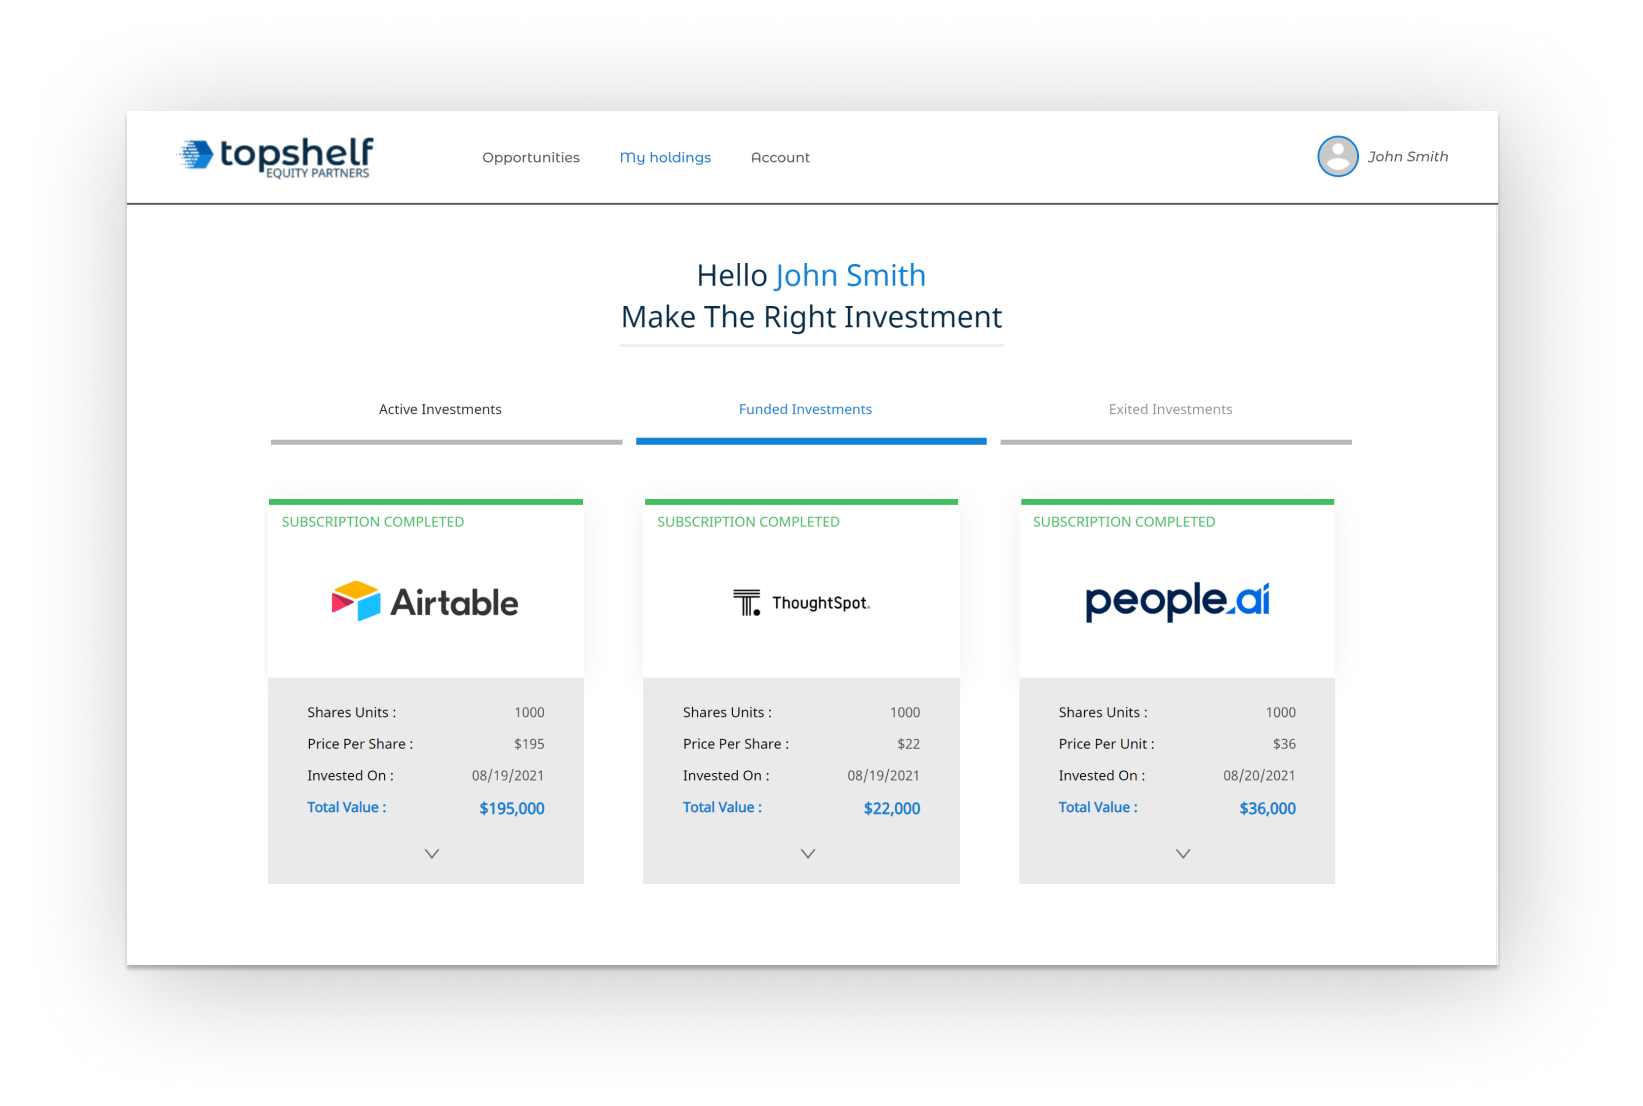 topshelf
EQUITY PARTNERS
Opportunities My holdings Account
John Smith
Hello John Smith
Make The Right Investment
Active Investments Funded Investments Exited Investments
SUBSCRIPTION COMPLETED
Airtable
Shares Units : 1000
Price Per Share : $195
Invested On : 08/19/2021
Total Value : $195,000
SUBSCRIPTION COMPLETED
T. ThoughtSpot.
Shares Units : 1000
Price Per Share : $22
Invested On : 08/19/2021
Total Value : $22,000
SUBSCRIPTION COMPLETED
people.ai
Shares Units : 1000
Price Per Unit : $36
Invested On : 08/20/2021
Total Value : $36,000